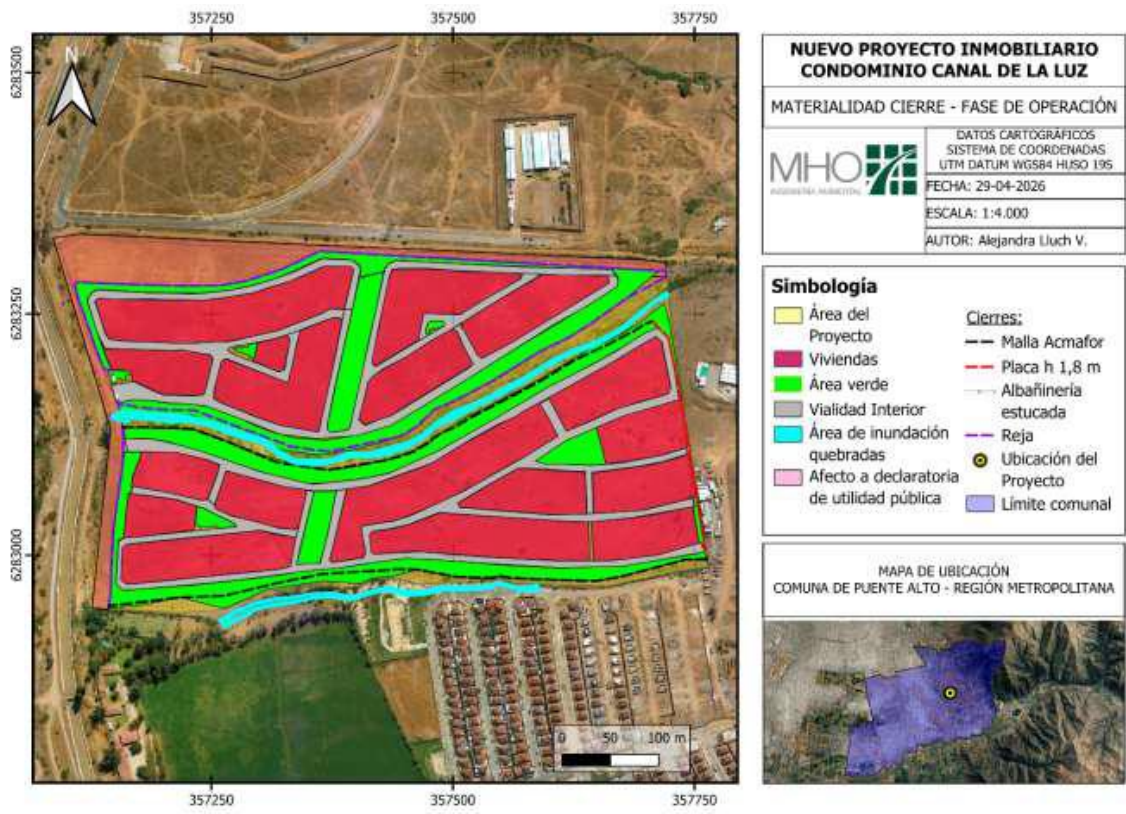 357250
357500
357750
6283500
6283250
6283000
N
0 50 100 m
357250
357500
357750
NUEVO PROYECTO INMOBILIARIO
CONDOMINIO CANAL DE LA LUZ
MATERIALIDAD CIERRE - FASE DE OPERACIÓN
MHO
INGENIERÍA AMBIENTAL
DATOS CARTOGRÁFICOS
SISTEMA DE COORDENADAS
UTM DATUM WGS84 HUSO 19S
FECHA: 29-04-2026
ESCALA: 1:4.000
AUTOR: Alejandra Lluch V.
Simbología
Área del
Proyecto
Viviendas
Área verde
Vialidad Interior
Área de inundación
quebradas
Afecto a declaratoria
de utilidad pública
Cierres:
Malla Acmafor
Placa h 1,8 m
Albañinería
estucada
Reja
Ubicación del
Proyecto
Límite comunal
MAPA DE UBICACIÓN
COMUNA DE PUENTE ALTO - REGIÓN METROPOLITANA